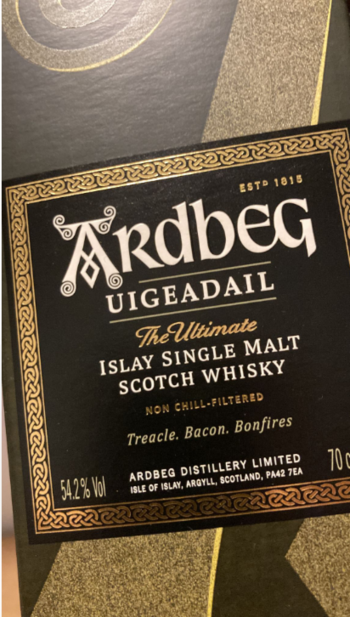 ESTD 1815
ARDBEG
UIGEADAIL
The Ultimate
ISLAY SINGLE MALT
SCOTCH WHISKY
NON CHILL-FILTERED
Treacle. Bacon. Bonfires
54.2% Vol
ARDBEG DISTILLERY LIMITED
ISLE OF ISLAY, ARGYLL, SCOTLAND, PA42 7EA
70 c